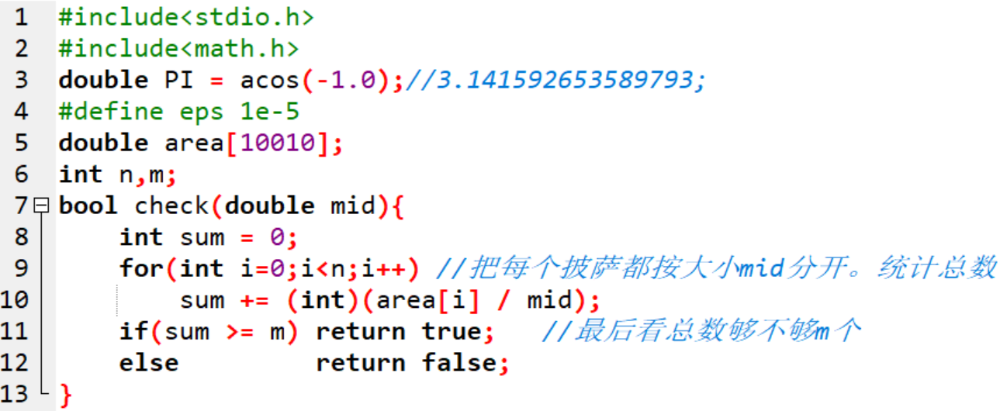 1 #include<stdio.h>
2 #include<math.h>
3 double PI = acos(-1.0);//3.141592653589793;
4 #define eps 1e-5
5 double area[10010];
6 int n,m;
7 bool check(double mid){
8 int sum = 0;
9 for(int i=0;i<n;i++) //把每个披萨都按大小mid分开。统计总数
10 sum += (int)(area[i] / mid);
11 if(sum >= m) return true; //最后看总数够不够m个
12 else return false;
13 }